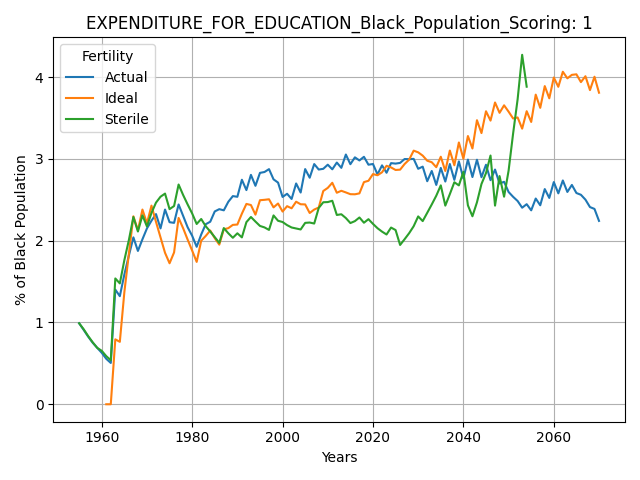 EXPENDITURE_FOR_EDUCATION_Black_Population_Scoring: 1
Fertility
Actual
Ideal
Sterile
% of Black Population
4
3
2
1
0
1960 1980 2000 2020 2040 2060
Years